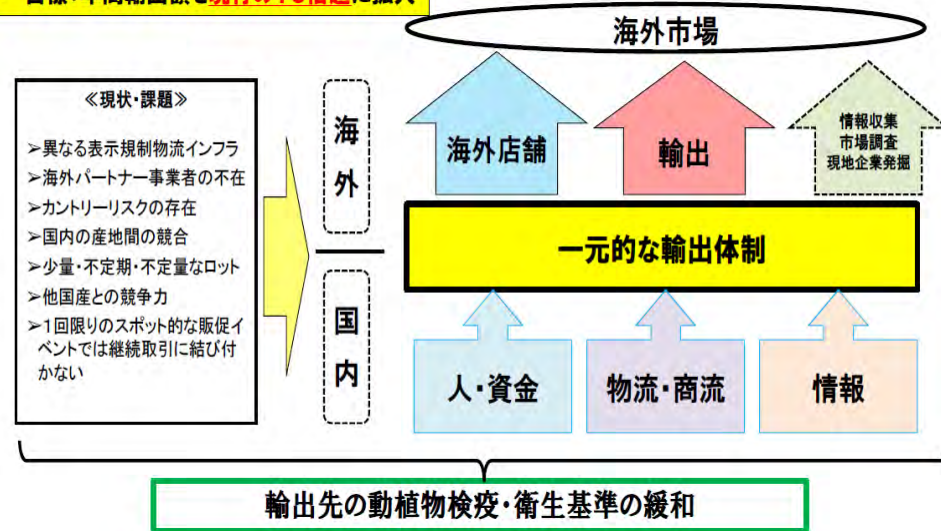 海外市場
≪現状・課題≫
➢異なる表示規制物流インフラ
➢海外パートナー事業者の不在
➢カントリーリスクの存在
➢国内の産地間の競合
➢少量・不定期・不定量なロット
➢他国産との競争力
➢1回限りのスポット的な販促イ
ベントでは継続取引に結び付
かない
海外
国内
海外店舗
輸出
情報収集
市場調査
現地企業発掘
一元的な輸出体制
人・資金
物流・商流
情報
輸出先の動植物検疫・衛生基準の緩和